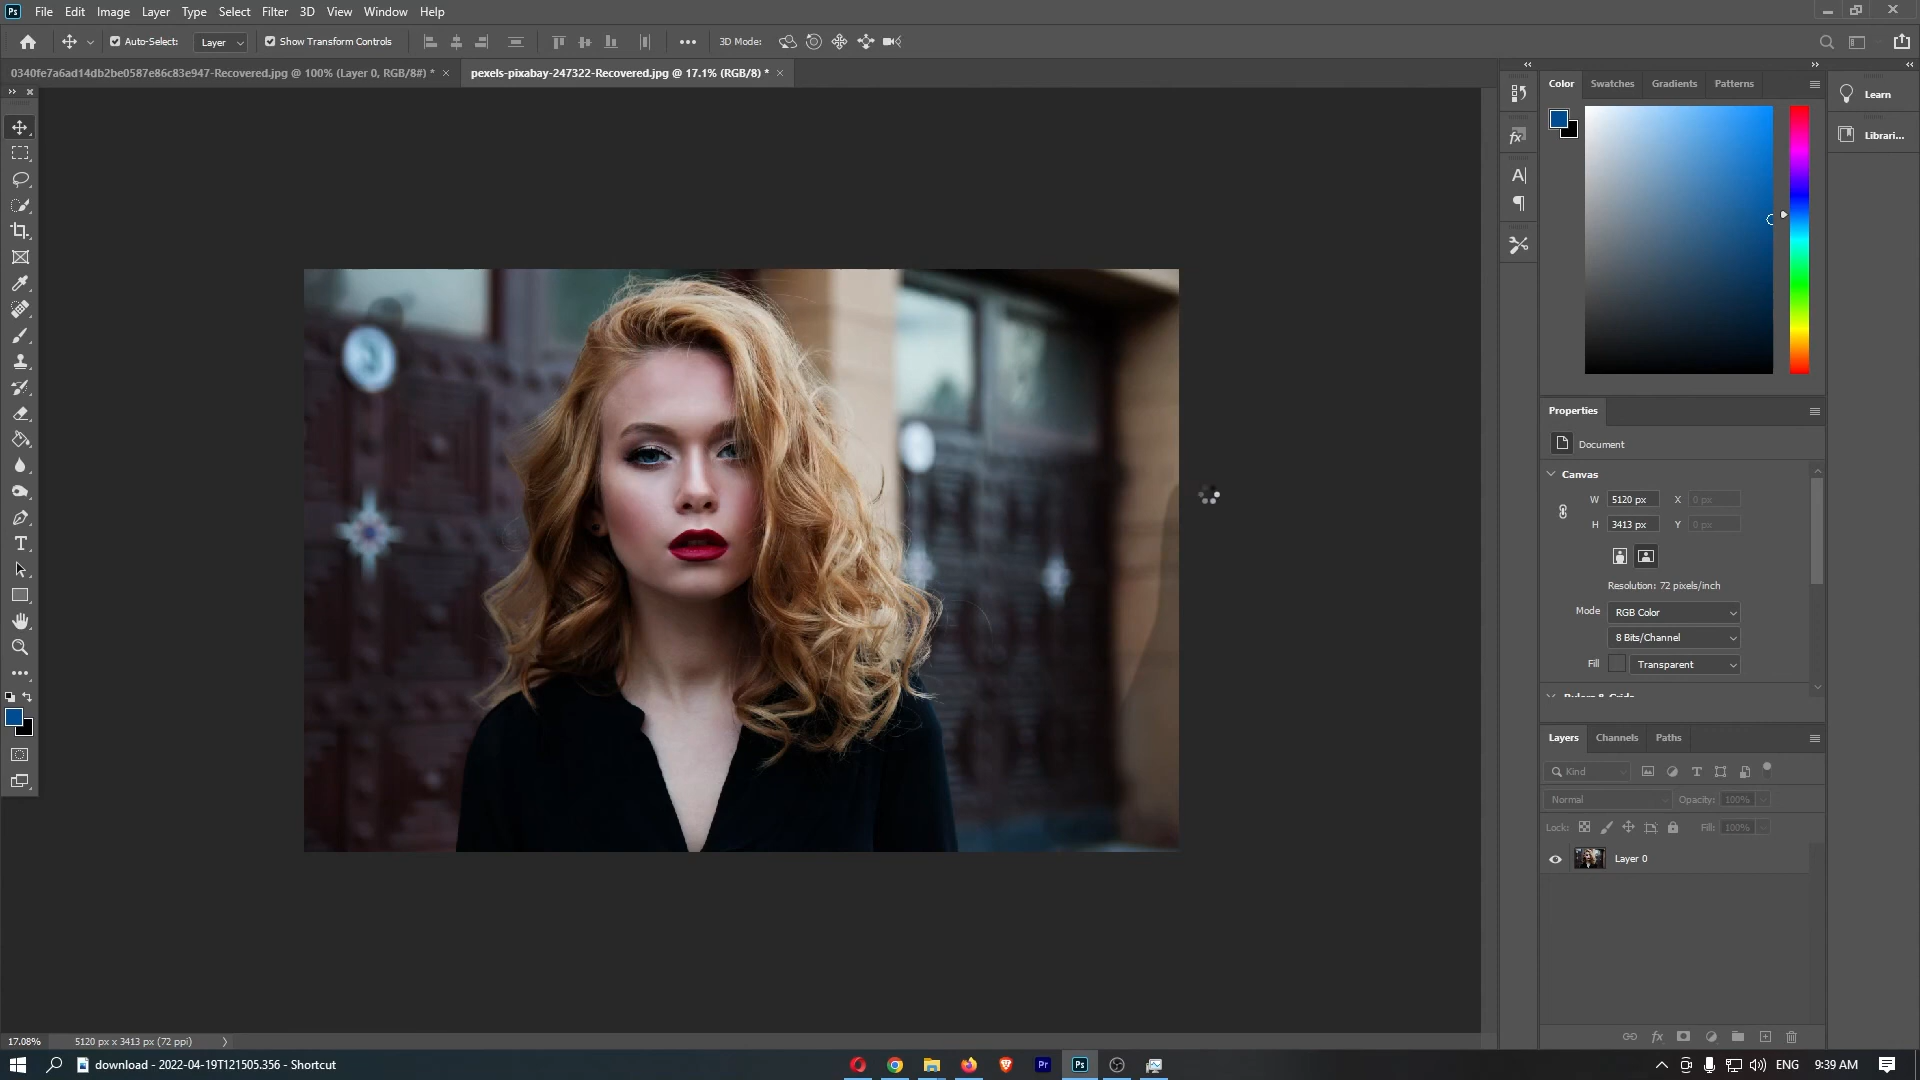 Ps File Edit Image Layer Type Select Filter 3D View Window Help
Auto-Select: Layer Show Transform Controls 3D Mode:
0340fe7a6ad14db2be0587e86c83e947-Recovered.jpg @ 100% (Layer 0, RGB/8#) *
pexels-pixabay-247322-Recovered.jpg @ 17.1% (RGB/8) *
Color Swatches Gradients Patterns
Learn
Librari...
Properties
Document
Canvas
W 5120 px X 0 px
H 3413 px Y 0 px
Resolution: 72 pixels/inch
Mode RGB Color
8 Bits/Channel
Fill Transparent
Rulers & Grids
Layers Channels Paths
Kind
Normal Opacity: 100%
Lock: Fill: 100%
Layer 0
17.08% 5120 px x 3413 px (72 ppi)
download - 2022-04-19T121505.356 - Shortcut
Pr Ps
ENG 9:39 AM